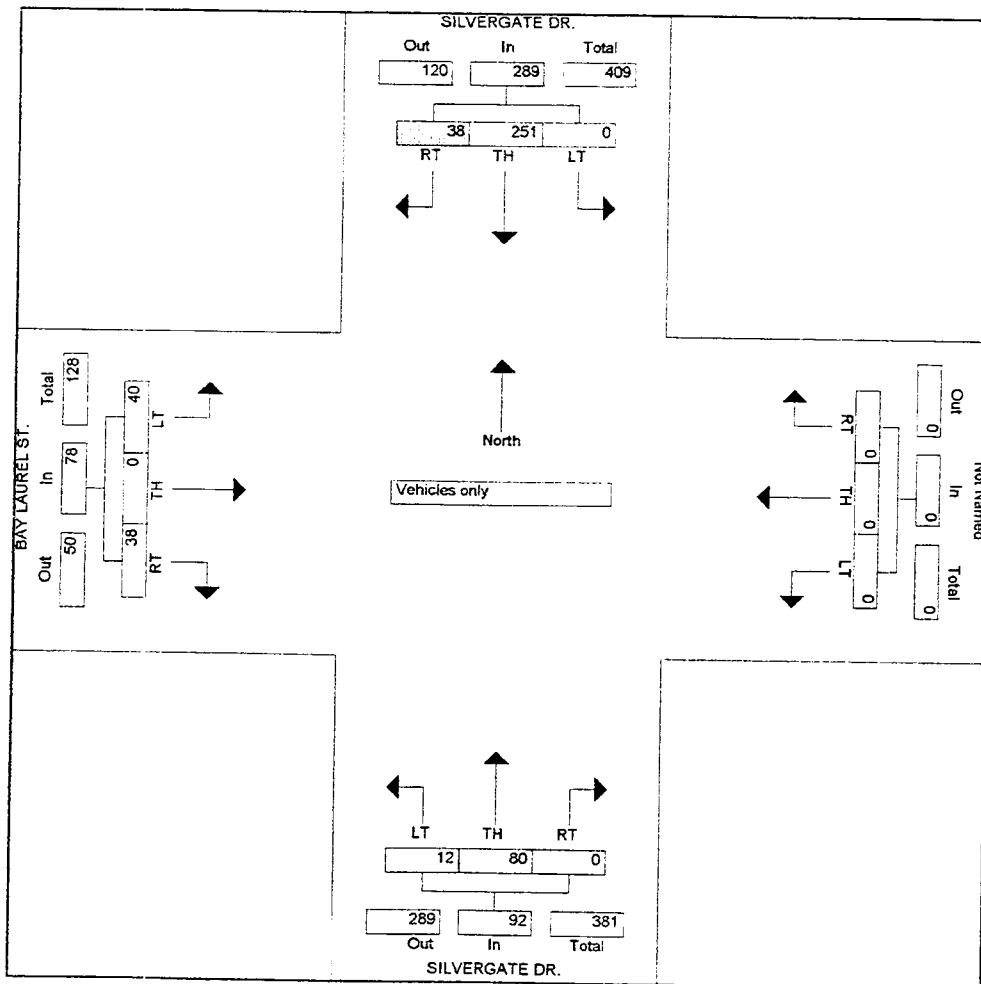 SILVERGATE DR.
Out In Total
120 289 409
38 251 0
RT TH LT
BAY LAUREL ST.
Total In Out
128 78 50
40 0 38
LT TH RT
North
Vehicles only
RT TH LT
0 0 0
0 0 0
Out In Total
Not Named
LT TH RT
12 80 0
289 92 381
Out In Total
SILVERGATE DR.